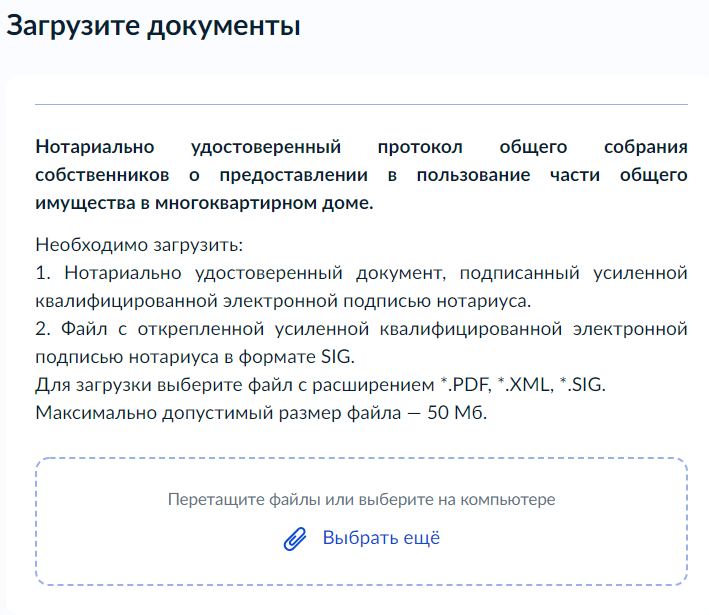 Загрузите документы
Нотариально удостоверенный протокол общего собрания
собственников о предоставлении в пользование части общего
имущества в многоквартирном доме.
Необходимо загрузить:
1. Нотариально удостоверенный документ, подписанный усиленной
квалифицированной электронной подписью нотариуса.
2. Файл с открепленной усиленной квалифицированной электронной
подписью нотариуса в формате SIG.
Для загрузки выберите файл с расширением *.PDF, *.XML, *.SIG.
Максимально допустимый размер файла — 50 Мб.
Перетащите файлы или выберите на компьютере
Выбрать ещё